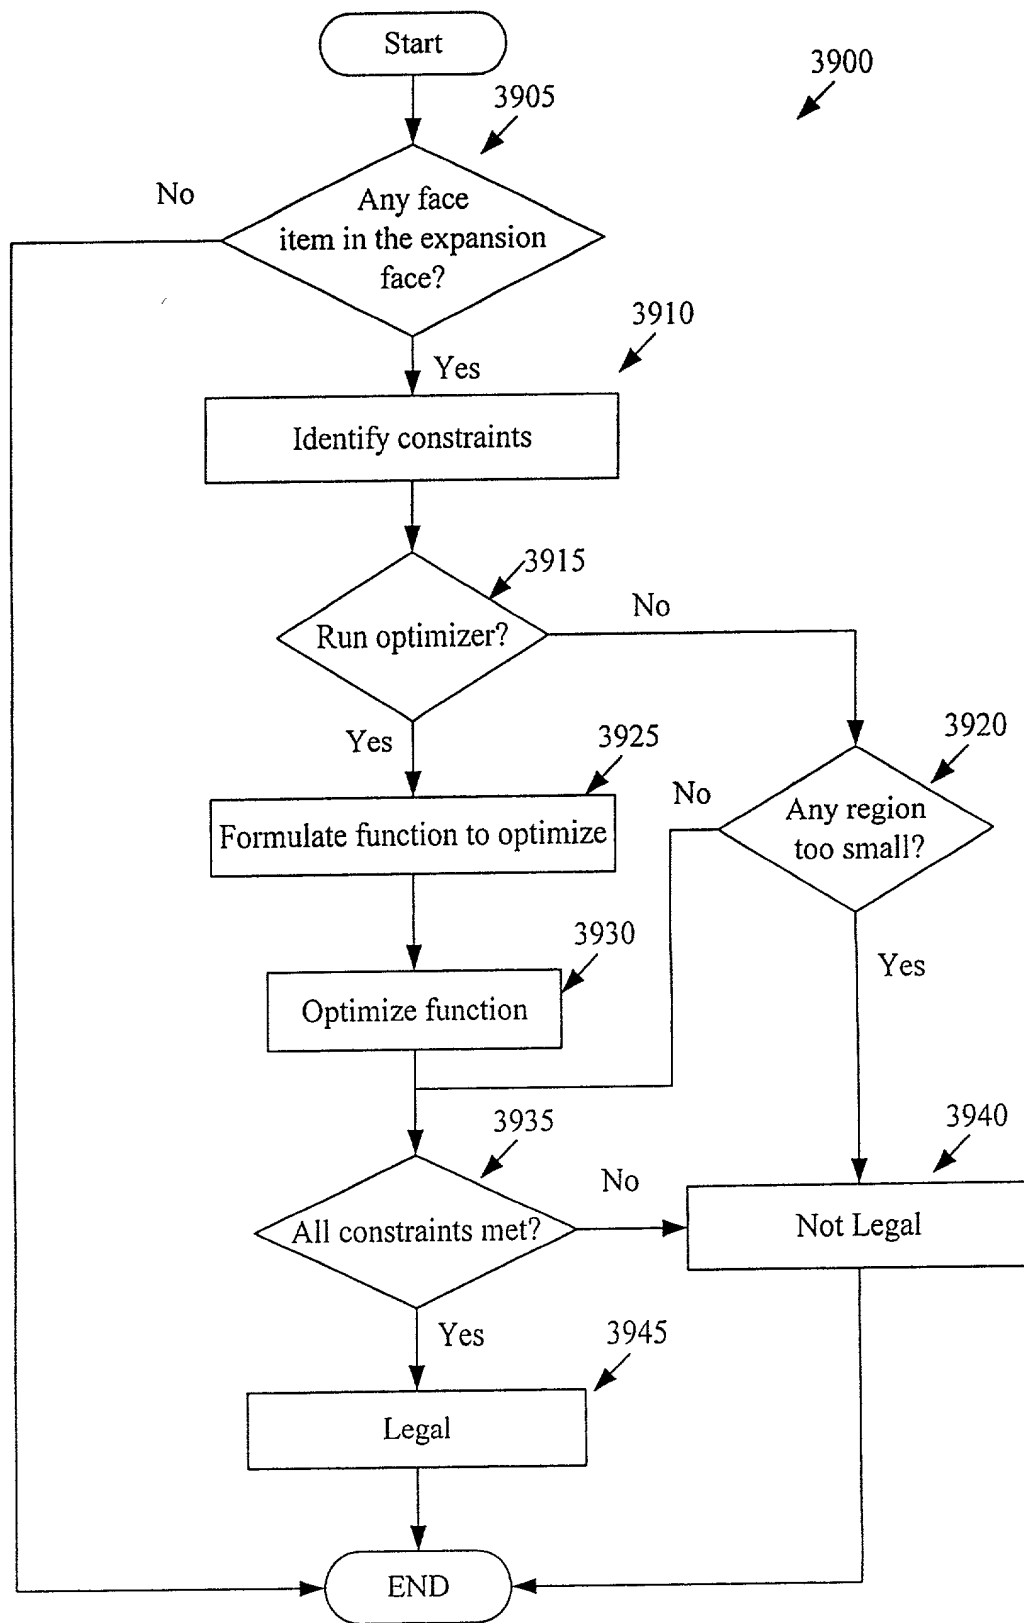 Start
3900
3905
No
Any face
item in the expansion
face?
3910
Yes
Identify constraints
3915
No
Run optimizer?
Yes
3925
3920
No
Any region
too small?
Formulate function to optimize
3930
Yes
Optimize function
3935
3940
No
All constraints met?
Not Legal
Yes
3945
Legal
END